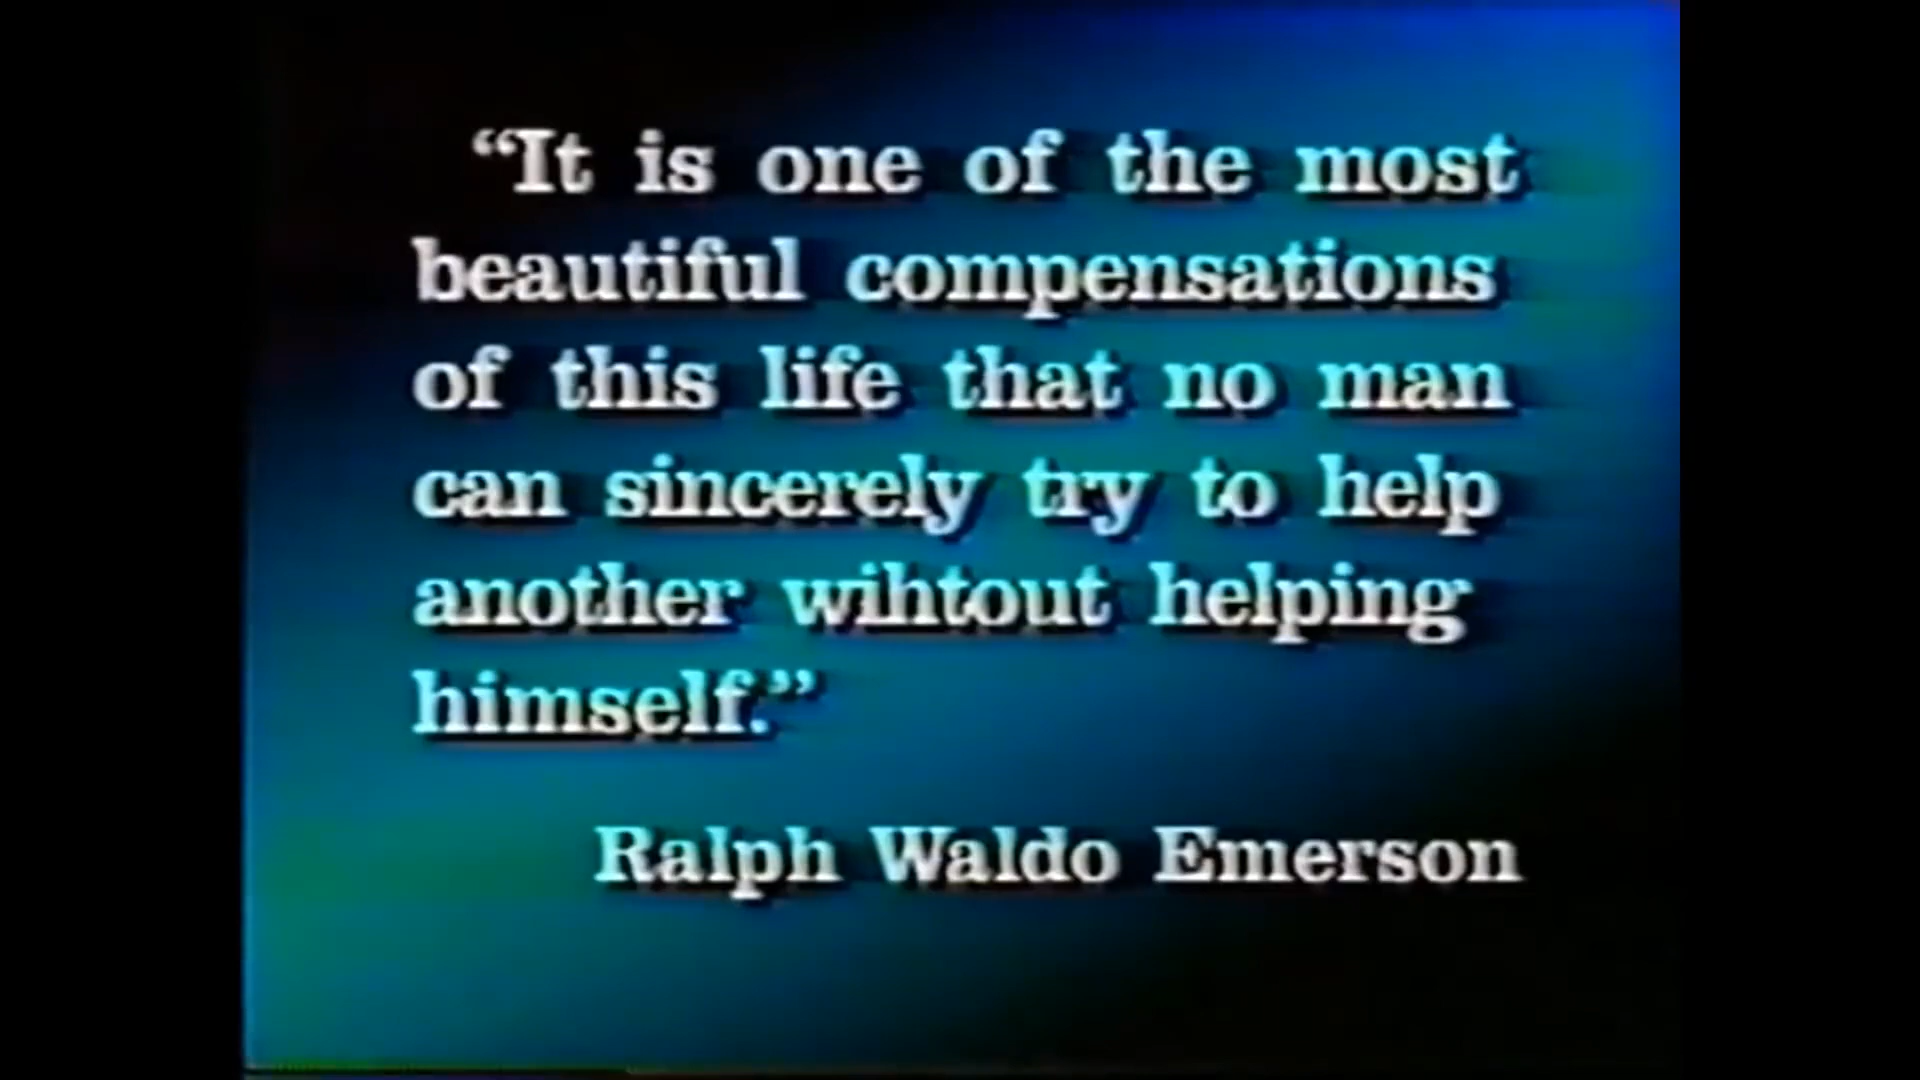 “It is one of the most
beautiful compensations
of this life that no man
can sincerely try to help
another wihtout helping
himself.”
Ralph Waldo Emerson